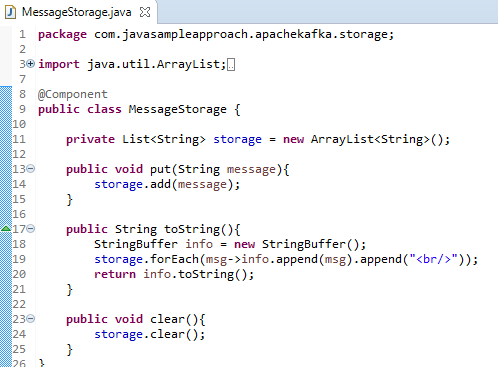 MessageStorage.java
1 package com.javasampleapproach.apachekafka.storage;
2
3 import java.util.ArrayList;
7
8 @Component
9 public class MessageStorage {
10
11     private List<String> storage = new ArrayList<String>();
12
13     public void put(String message){
14         storage.add(message);
15     }
16
17     public String toString(){
18         StringBuffer info = new StringBuffer();
19         storage.forEach(msg->info.append(msg).append("<br/>"));
20         return info.toString();
21     }
22
23     public void clear(){
24         storage.clear();
25     }
26 }